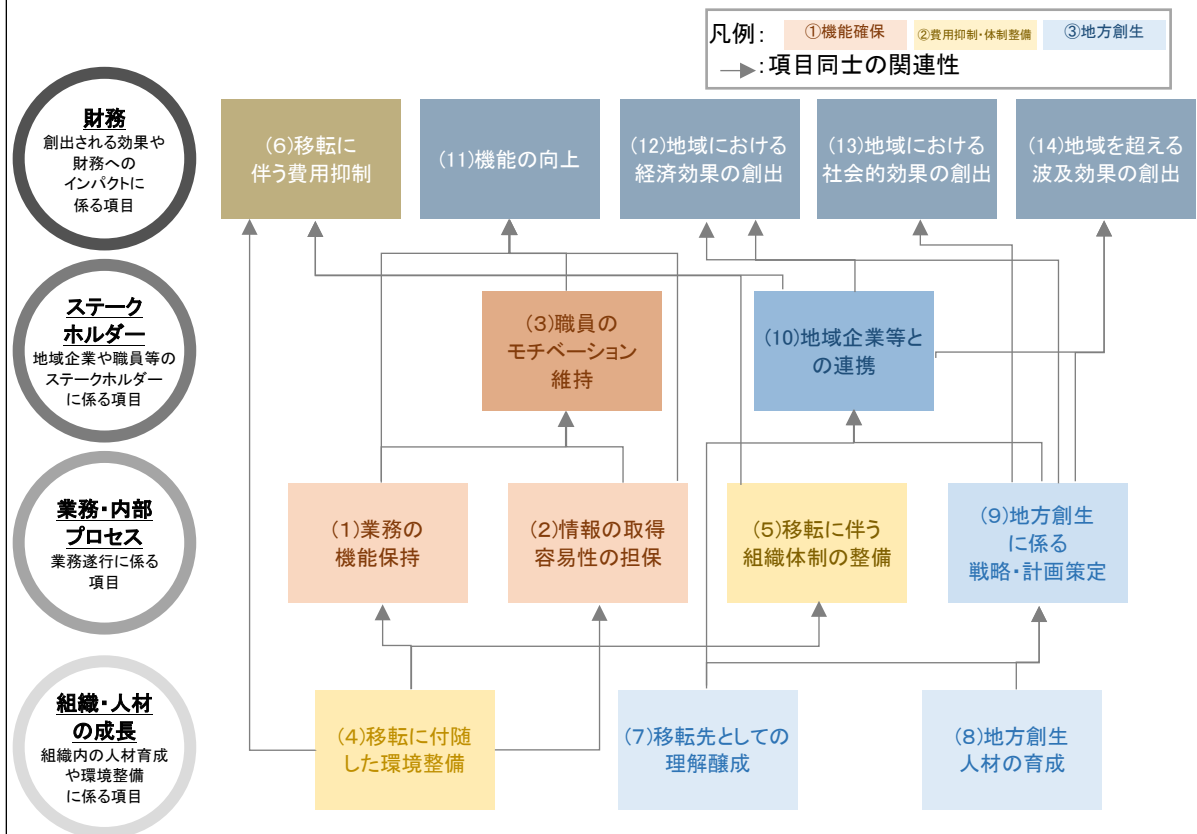 凡例：
①機能確保
②費用抑制・体制整備
③地方創生
：項目同士の関連性
財務
創出される効果や
財務への
インパクトに
係る項目
(6)移転に
伴う費用抑制
(11)機能の向上
(12)地域における
経済効果の創出
(13)地域における
社会的効果の創出
(14)地域を超える
波及効果の創出
ステーク
ホルダー
地域企業や職員等の
ステークホルダー
に係る項目
(3)職員の
モチベーション
維持
(10)地域企業等と
の連携
業務・内部
プロセス
業務遂行に係る
項目
(1)業務の
機能保持
(2)情報の取得
容易性の担保
(5)移転に伴う
組織体制の整備
(9)地方創生
に係る
戦略・計画策定
組織・人材
の成長
組織内の人材育成
や環境整備
に係る項目
(4)移転に付随
した環境整備
(7)移転先としての
理解醸成
(8)地方創生
人材の育成